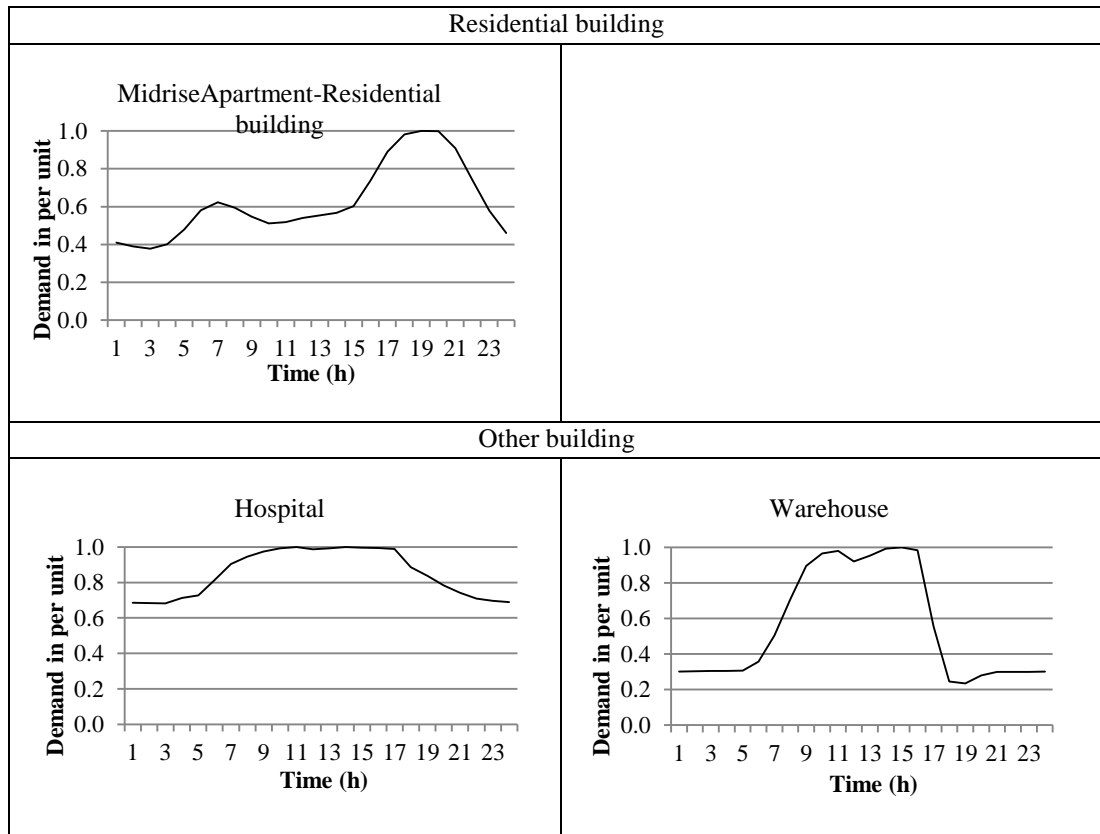 Residential building
MidriseApartment-Residential
building
Demand in per unit
1.0
0.8
0.6
0.4
0.2
0.0
1 3 5 7 9 11 13 15 17 19 21 23
Time (h)
Other building
Hospital
Demand in per unit
1.0
0.8
0.6
0.4
0.2
0.0
1 3 5 7 9 11 13 15 17 19 21 23
Time (h)
Warehouse
Demand in per unit
1.0
0.8
0.6
0.4
0.2
0.0
1 3 5 7 9 11 13 15 17 19 21 23
Time (h)